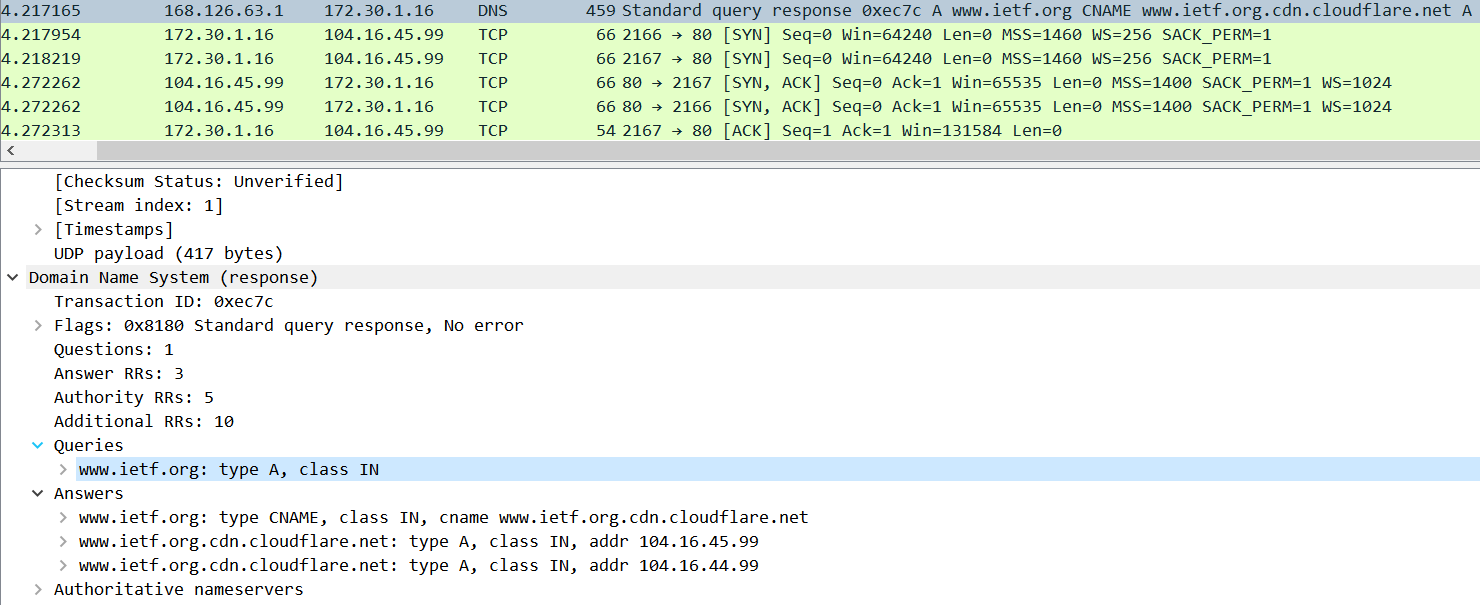 4.217165 168.126.63.1 172.30.1.16 DNS 459 Standard query response 0xec7c A www.ietf.org CNAME www.ietf.org.cdn.cloudflare.net A
4.217954 172.30.1.16 104.16.45.99 TCP 66 2166 → 80 [SYN] Seq=0 Win=64240 Len=0 MSS=1460 WS=256 SACK_PERM=1
4.218219 172.30.1.16 104.16.45.99 TCP 66 2167 → 80 [SYN] Seq=0 Win=64240 Len=0 MSS=1460 WS=256 SACK_PERM=1
4.272262 104.16.45.99 172.30.1.16 TCP 66 80 → 2167 [SYN, ACK] Seq=0 Ack=1 Win=65535 Len=0 MSS=1400 SACK_PERM=1 WS=1024
4.272262 104.16.45.99 172.30.1.16 TCP 66 80 → 2166 [SYN, ACK] Seq=0 Ack=1 Win=65535 Len=0 MSS=1400 SACK_PERM=1 WS=1024
4.272313 172.30.1.16 104.16.45.99 TCP 54 2167 → 80 [ACK] Seq=1 Ack=1 Win=131584 Len=0
[Checksum Status: Unverified]
[Stream index: 1]
[Timestamps]
UDP payload (417 bytes)
Domain Name System (response)
Transaction ID: 0xec7c
Flags: 0x8180 Standard query response, No error
Questions: 1
Answer RRs: 3
Authority RRs: 5
Additional RRs: 10
Queries
www.ietf.org: type A, class IN
Answers
www.ietf.org: type CNAME, class IN, cname www.ietf.org.cdn.cloudflare.net
www.ietf.org.cdn.cloudflare.net: type A, class IN, addr 104.16.45.99
www.ietf.org.cdn.cloudflare.net: type A, class IN, addr 104.16.44.99
Authoritative nameservers